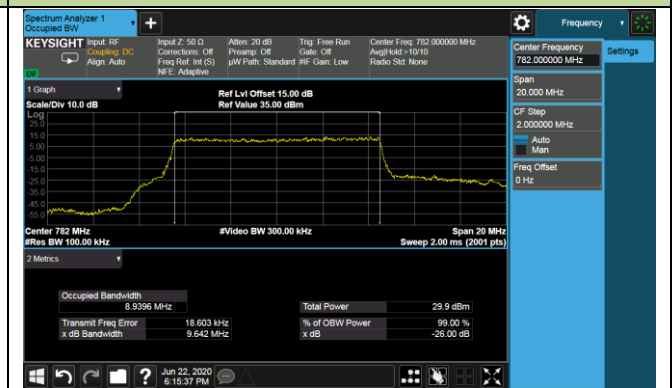 Spectrum Analyzer 1
Occupied BW
Frequency
KEYSIGHT
Input: RF
Coupling: DC
Align: Auto
Input Z: 50 Ω
Corrections: Off
Freq Ref: Int (S)
NFE: Adaptive
Atten: 20 dB
Preamp: Off
µW Path: Standard
Trig: Free Run
Gate: Off
#IF Gain: Low
Center Freq: 782.000000 MHz
Avg|Hold:>10/10
Radio Std: None
Center Frequency
782.000000 MHz
Settings
Span
20.000 MHz
CF Step
2.000000 MHz
Auto
Man
Freq Offset
0 Hz
1 Graph
Scale/Div 10.0 dB
Ref Lvl Offset 15.00 dB
Ref Value 35.00 dBm
Log
25.0
15.0
5.00
-5.00
-15.0
-25.0
-35.0
-45.0
-55.0
Center 782 MHz
#Video BW 300.00 kHz
Span 20 MHz
#Res BW 100.00 kHz
Sweep 2.00 ms (2001 pts)
2 Metrics
Occupied Bandwidth
8.9396 MHz
Total Power
29.9 dBm
Transmit Freq Error
18.603 kHz
% of OBW Power
99.00 %
x dB Bandwidth
9.642 MHz
x dB
-26.00 dB
Jun 22, 2020
6:15:37 PM